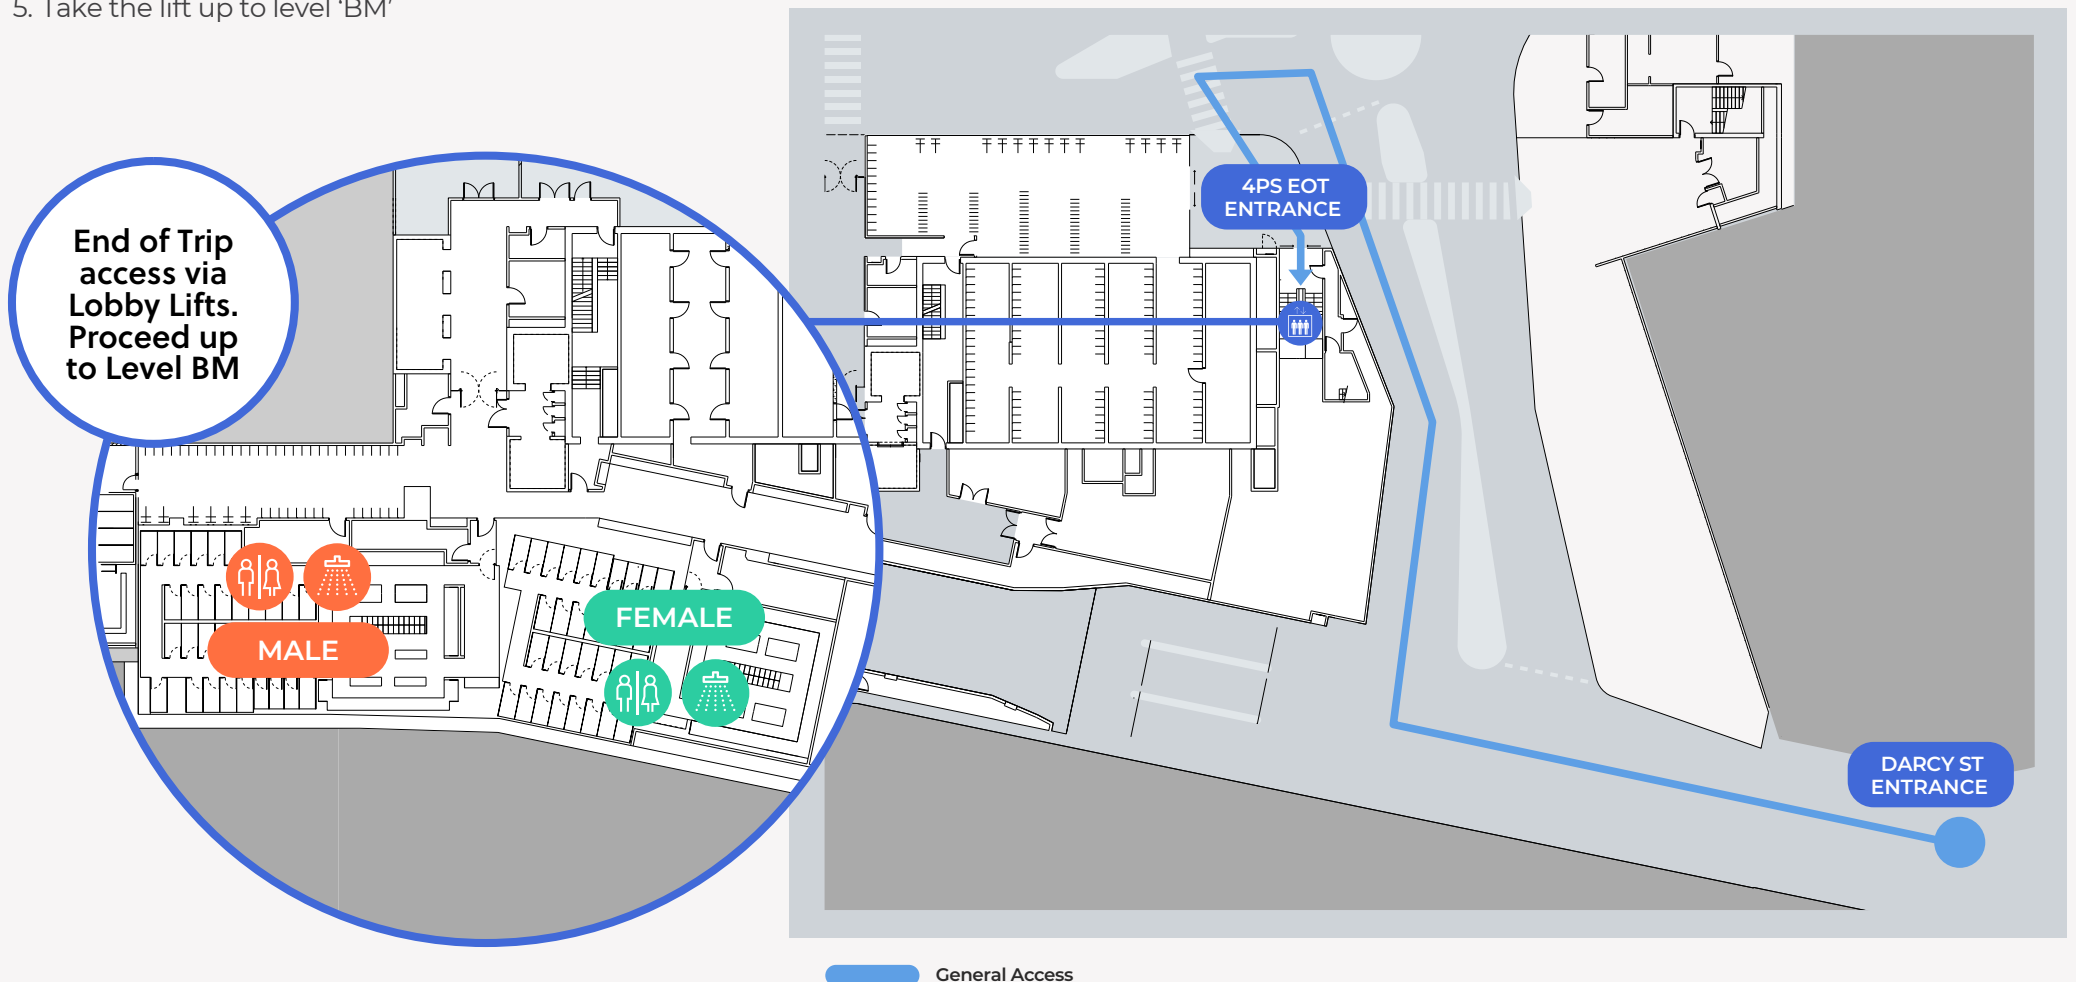 5. Take the lift up to level ‘BM’
End of Trip
access via
Lobby Lifts.
Proceed up
to Level BM
4PS EOT
ENTRANCE
MALE
FEMALE
DARCY ST
ENTRANCE
General Access